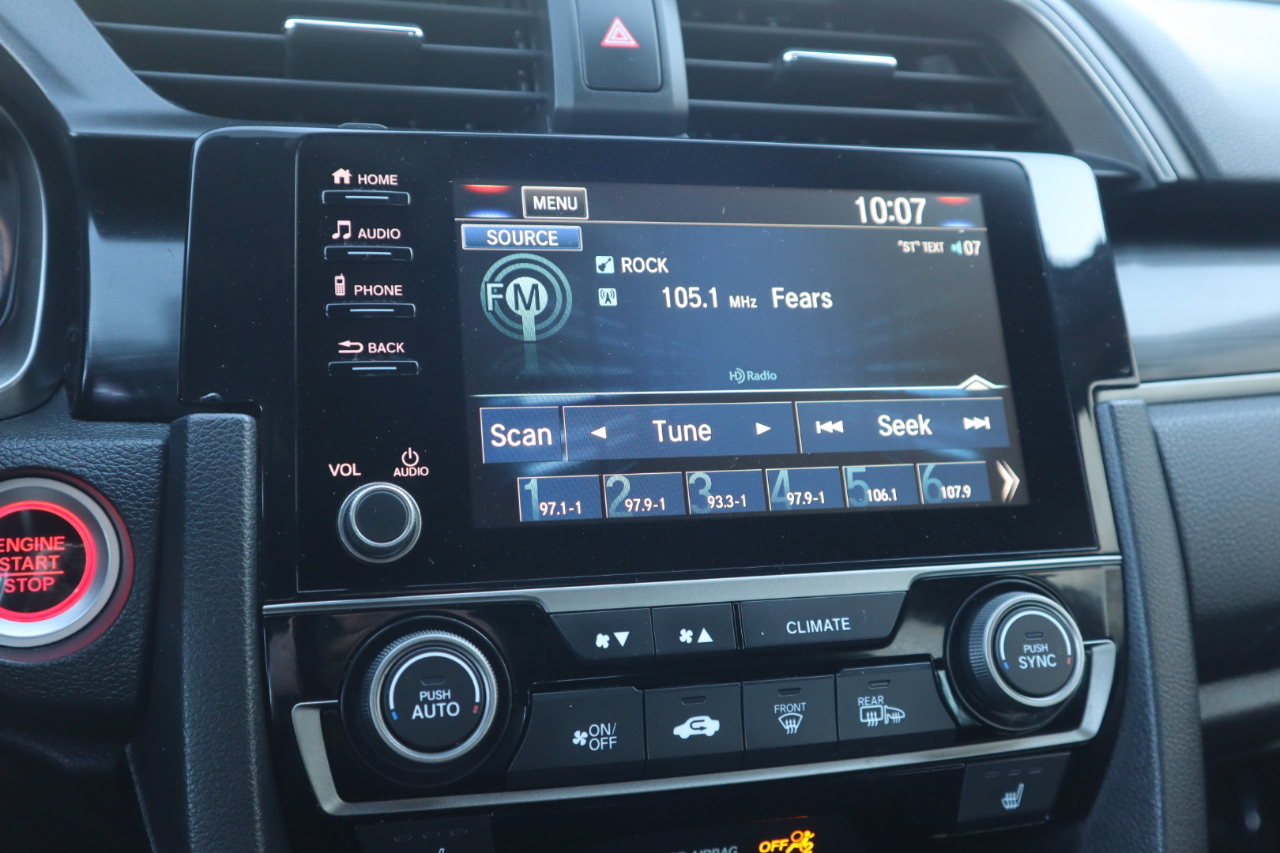 HOME
AUDIO
PHONE
BACK
VOL
AUDIO
MENU
10:07
SOURCE
"ST" TEXT 07
FM
ROCK
105.1 MHz Fears
HD Radio
Scan
Tune
Seek
1 97.1-1
2 97.9-1
3 93.3-1
4 97.9-1
5 106.1
6 107.9
ENGINE
START
STOP
CLIMATE
PUSH
AUTO
PUSH
SYNC
ON/
OFF
FRONT
REAR
AIRBAG
OFF